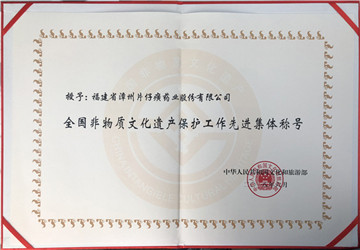 授予：福建省漳州片仔癀药业股份有限公司
全国非物质文化遗产保护工作先进集体称号
中华人民共和国文化和旅游部